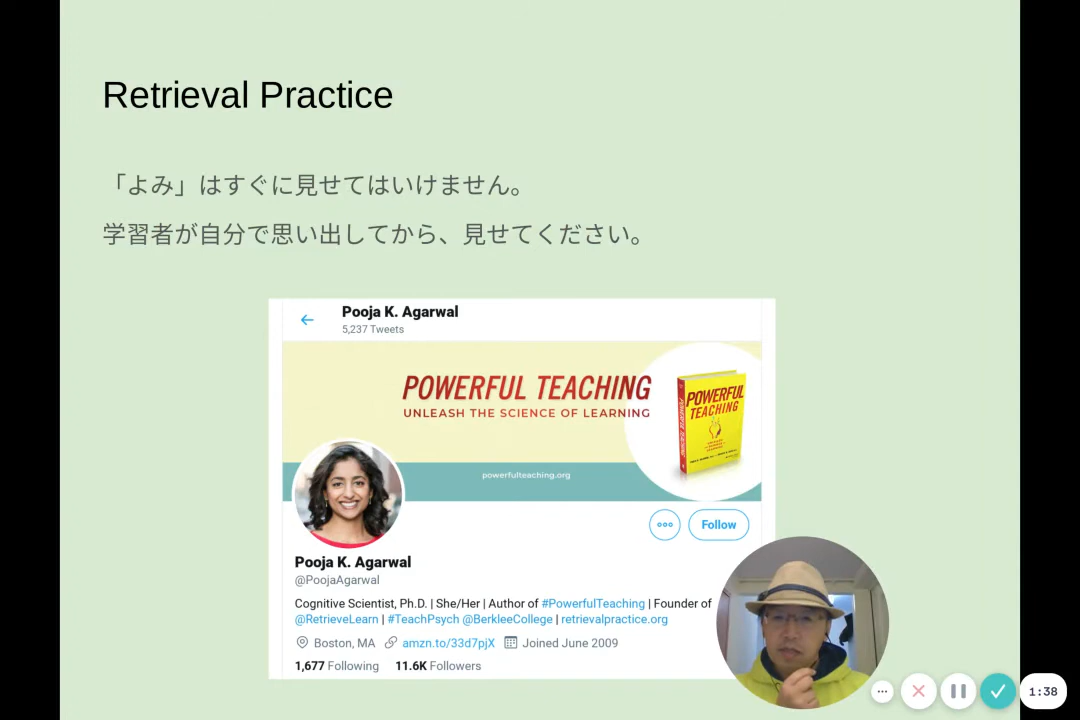 Retrieval Practice
「よみ」はすぐに見せてはいけません。
学習者が自分で思い出してから、見せてください。
Pooja K. Agarwal
5,237 Tweets
POWERFUL TEACHING
UNLEASH THE SCIENCE OF LEARNING
POWERFUL
TEACHING
powerfulteaching.org
Follow
Pooja K. Agarwal
@PoojaAgarwal
Cognitive Scientist, Ph.D. | She/Her | Author of #PowerfulTeaching | Founder of
@RetrieveLearn | #TeachPsych @BerkleeCollege | retrievalpractice.org
Boston, MA amzn.to/33d7pjX Joined June 2009
1,677 Following 11.6K Followers
1:38